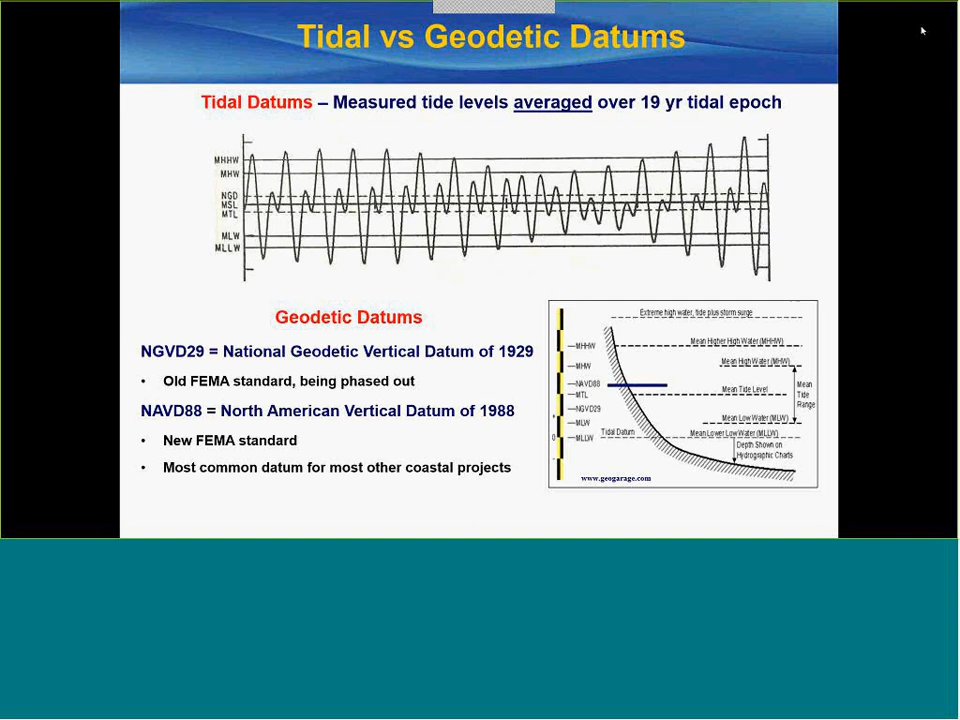 Tidal vs Geodetic Datums
Tidal Datums – Measured tide levels averaged over 19 yr tidal epoch
MHHW
MHW
NGD
MSL
MTL
MLW
MLLW
Geodetic Datums
NGVD29 = National Geodetic Vertical Datum of 1929
• Old FEMA standard, being phased out
NAVD88 = North American Vertical Datum of 1988
• New FEMA standard
• Most common datum for most other coastal projects
Extreme high water, tide plus storm surge
MHHW
Mean Higher High Water (MHHW)
MHW
Mean High Water (MHW)
NAVD88
MTL
Mean Tide Level
Mean
Tide
Range
NGVD29
+
MLW
Mean Low Water (MLW)
0
MLLW
Tidal Datum
Mean Lower Low Water (MLLW)
-
Depth Shown on
Hydrographic Charts
www.geogarage.com